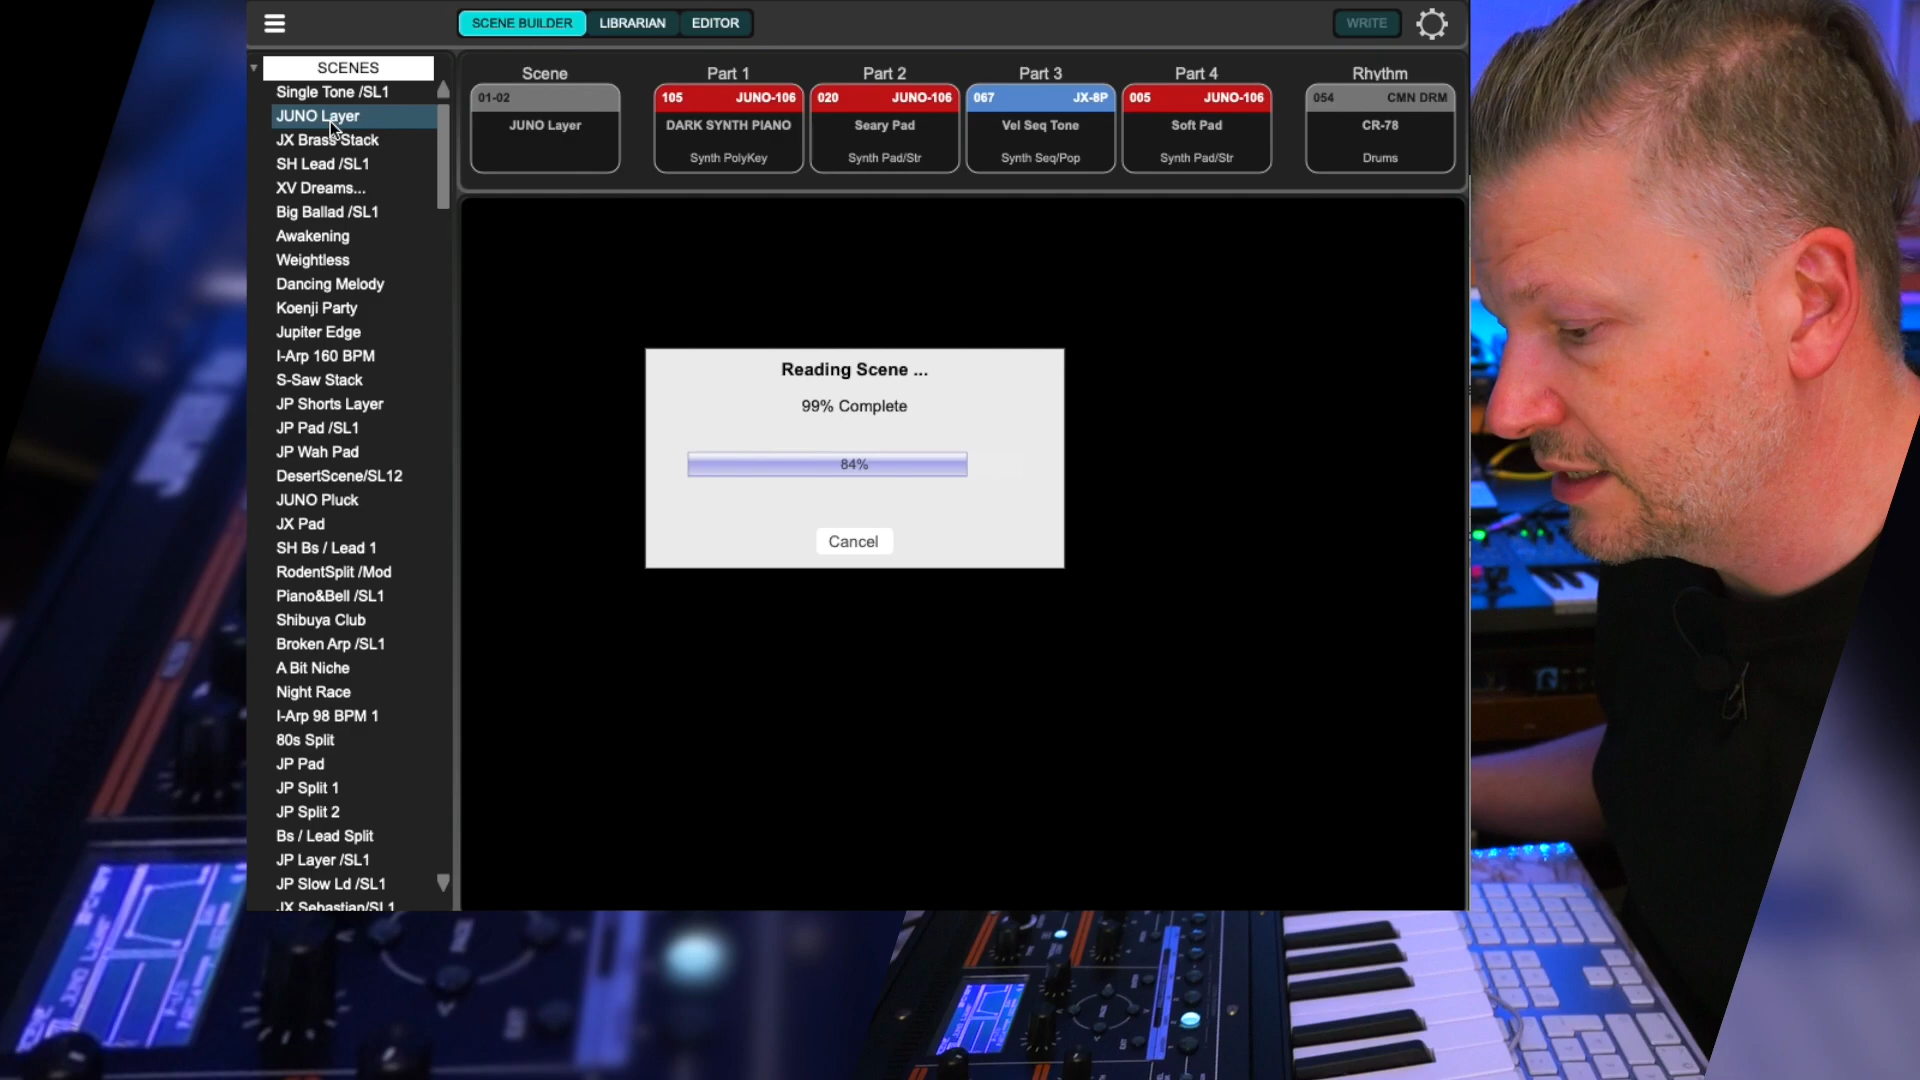 SCENE BUILDER LIBRARIAN EDITOR WRITE
SCENES
Single Tone /SL1
JUNO Layer
JX Brass Stack
SH Lead /SL1
XV Dreams...
Big Ballad /SL1
Awakening
Weightless
Dancing Melody
Koenji Party
Jupiter Edge
I-Arp 160 BPM
S-Saw Stack
JP Shorts Layer
JP Pad /SL1
JP Wah Pad
DesertScene/SL12
JUNO Pluck
JX Pad
SH Bs / Lead 1
RodentSplit /Mod
Piano&Bell /SL1
Shibuya Club
Broken Arp /SL1
A Bit Niche
Night Race
I-Arp 98 BPM 1
80s Split
JP Pad
JP Split 1
JP Split 2
Bs / Lead Split
JP Layer /SL1
JP Slow Ld /SL1
JX Sebastian/SL1
Scene
01-02
JUNO Layer
Part 1
105 JUNO-106
DARK SYNTH PIANO
Synth PolyKey
Part 2
020 JUNO-106
Seary Pad
Synth Pad/Str
Part 3
067 JX-8P
Vel Seq Tone
Synth Seq/Pop
Part 4
005 JUNO-106
Soft Pad
Synth Pad/Str
Rhythm
054 CMN DRM
CR-78
Drums
Reading Scene ...
99% Complete
84%
Cancel
JUNO Layer
JUNO Layer